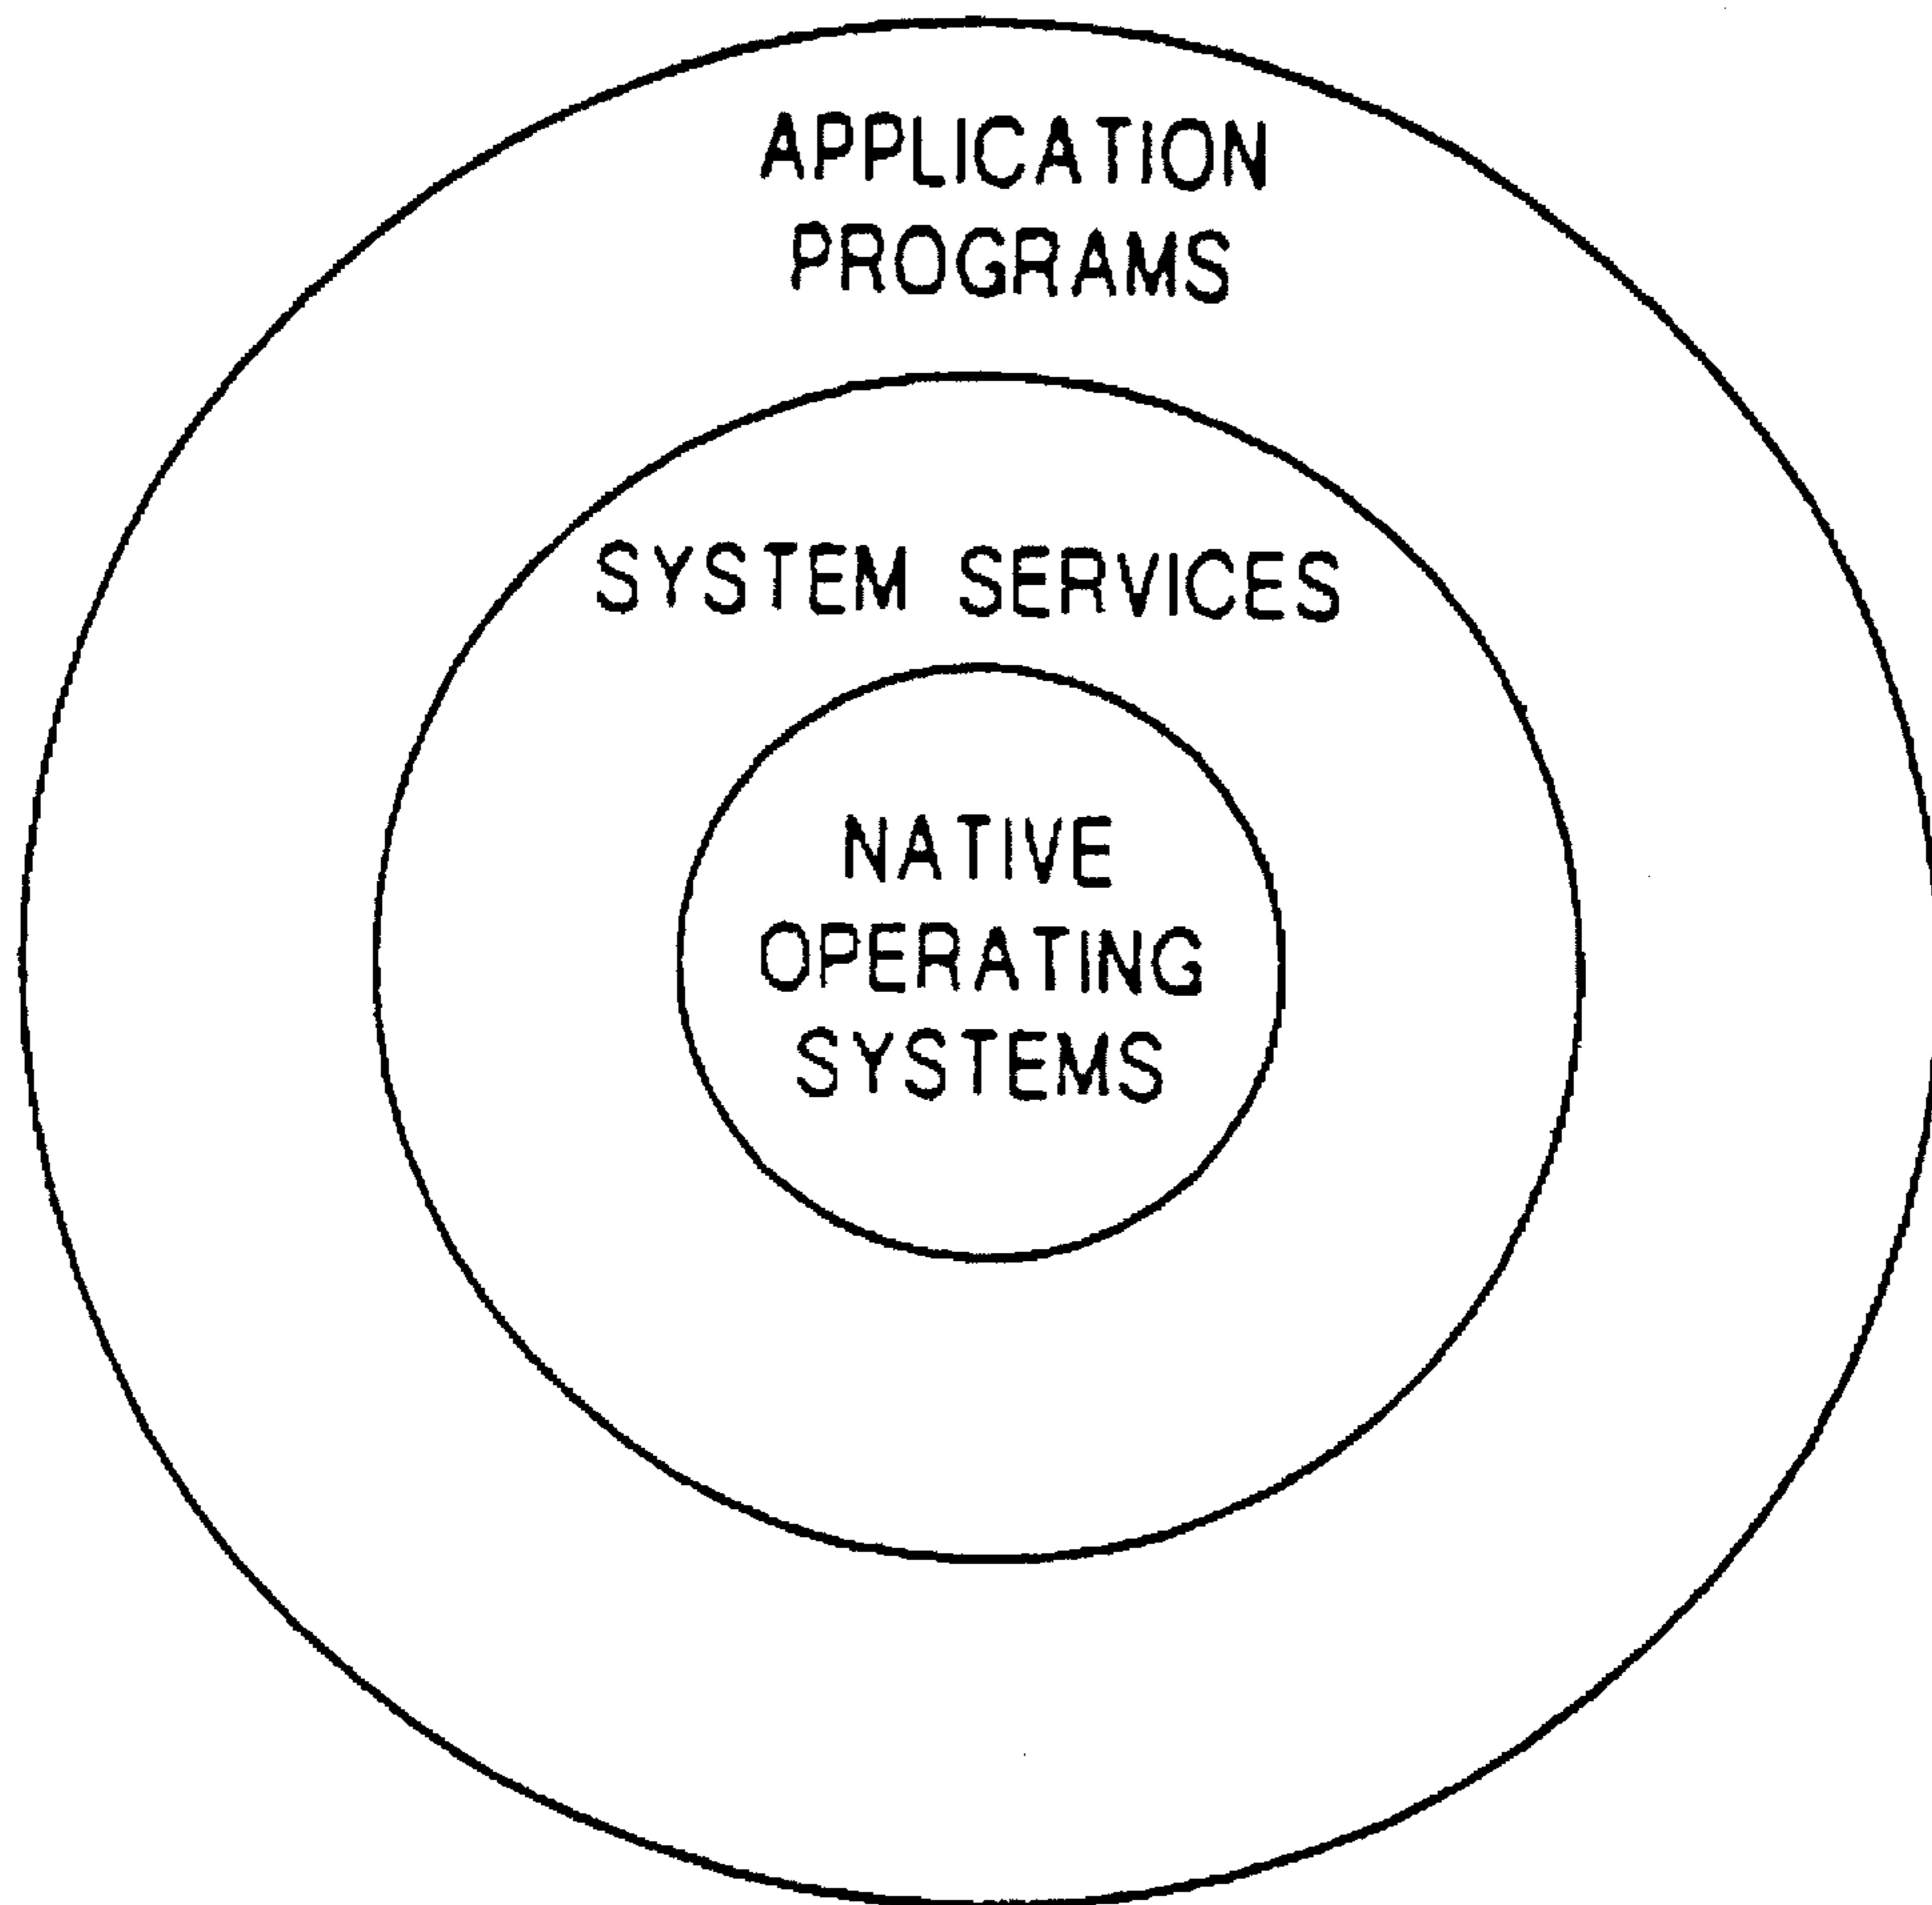 APPLICATION
PROGRAMS
SYSTEM SERVICES
NATIVE
OPERATING
SYSTEMS